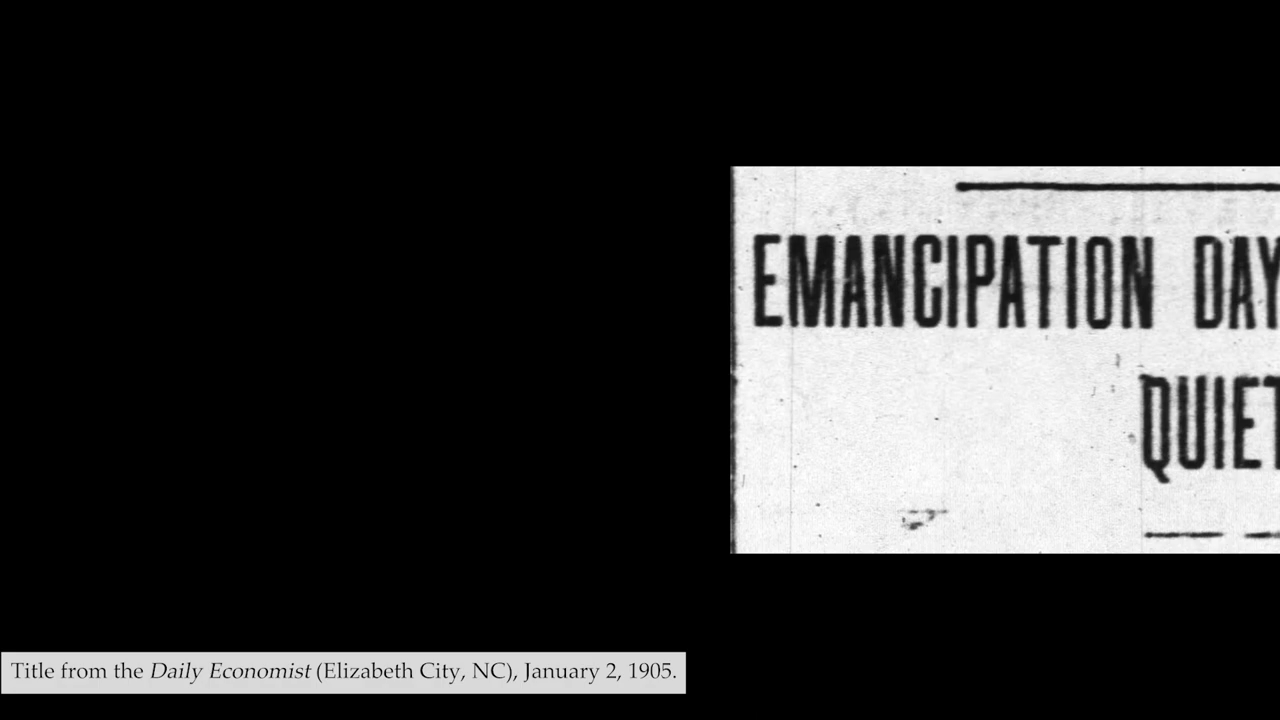 EMANCIPATION DAY
QUIET
Title from the Daily Economist (Elizabeth City, NC), January 2, 1905.